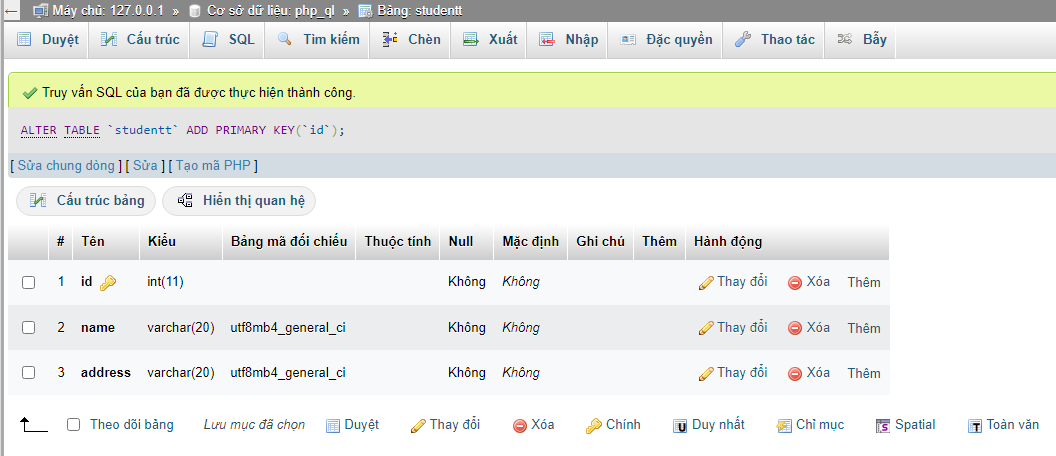 ← Máy chủ: 127.0.0.1 » Cơ sở dữ liệu: php_ql » Bảng: studentt
Duyệt Cấu trúc SQL Tìm kiếm Chèn Xuất Nhập Đặc quyền Thao tác Bẫy
Truy vấn SQL của bạn đã được thực hiện thành công.
ALTER TABLE `studentt` ADD PRIMARY KEY(`id`);
[ Sửa chung dòng ] [ Sửa ] [ Tạo mã PHP ]
Cấu trúc bảng Hiển thị quan hệ
# Tên Kiểu Bảng mã đối chiếu Thuộc tính Null Mặc định Ghi chú Thêm Hành động
1 id int(11) Không Không Thay đổi Xóa Thêm
2 name varchar(20) utf8mb4_general_ci Không Không Thay đổi Xóa Thêm
3 address varchar(20) utf8mb4_general_ci Không Không Thay đổi Xóa Thêm
Theo dõi bảng Lưu mục đã chọn Duyệt Thay đổi Xóa Chính U Duy nhất Chỉ mục S Spatial T Toàn văn